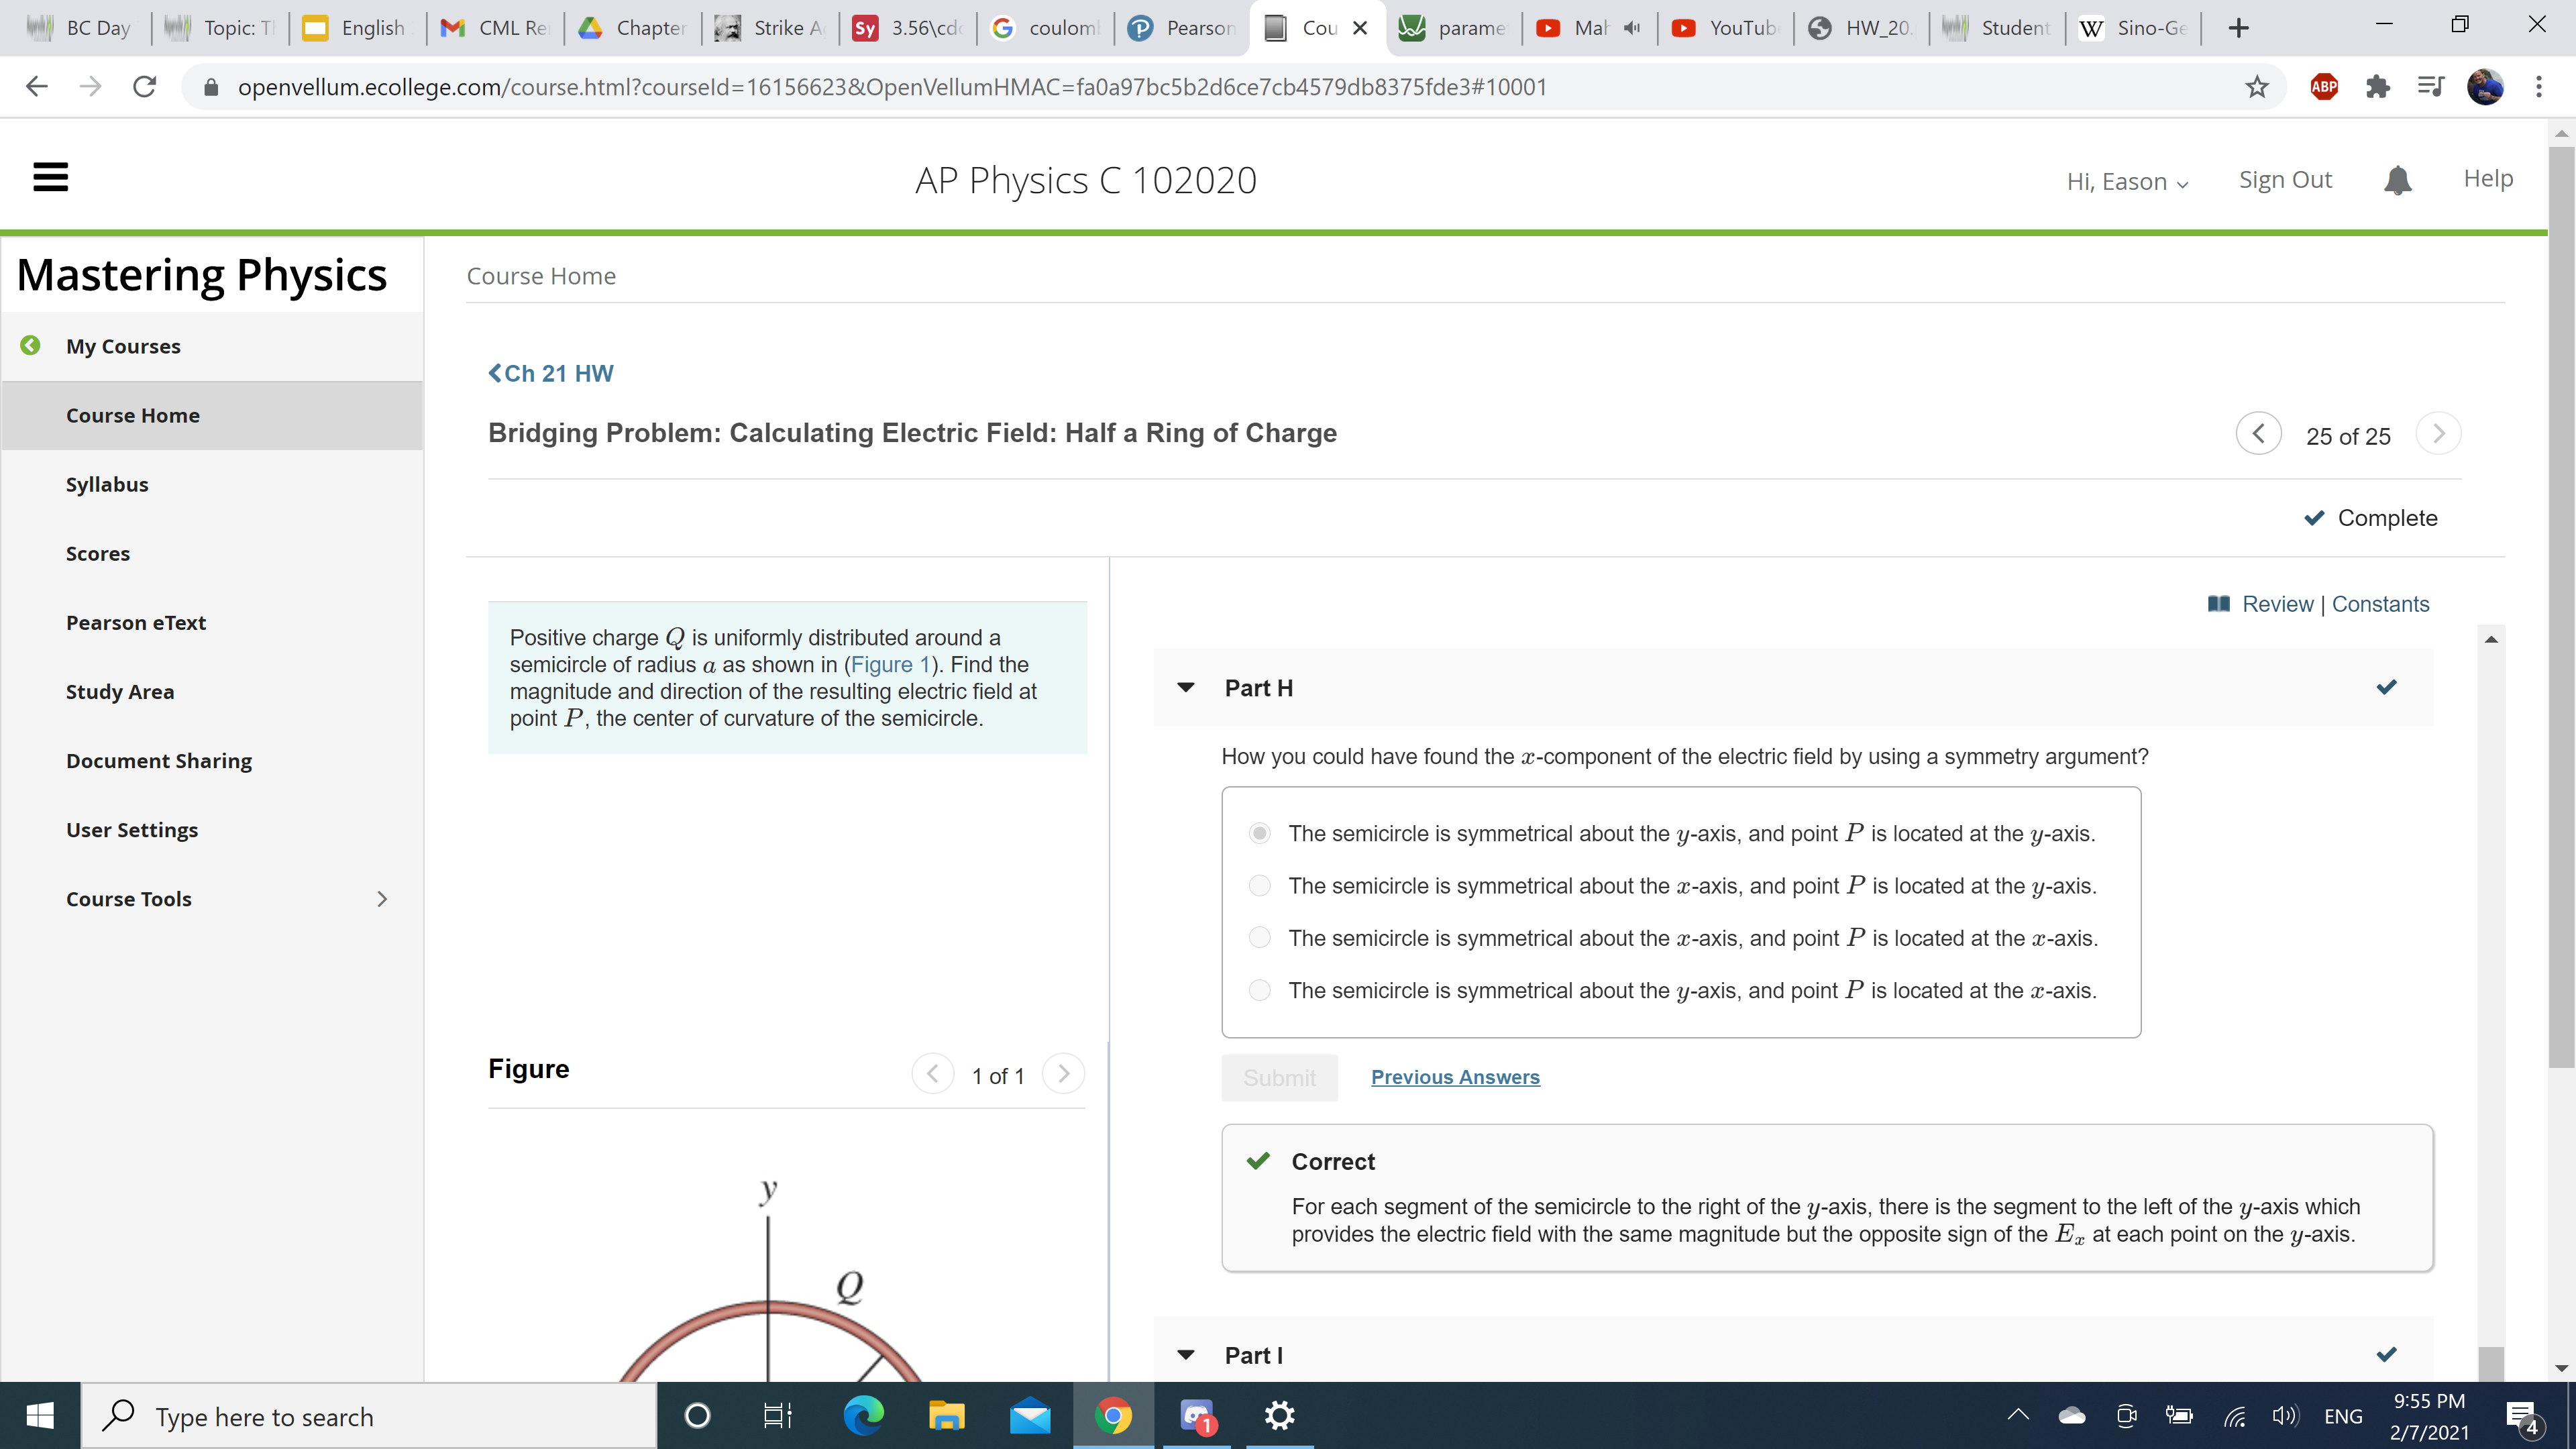 BC Day
Topic: T
English
CML Re
Chapter
Strike A
Sy 3.56\cd
G coulom
P Pearson
Cou
parame
Mah
YouTub
HW_20.
Student
W Sino-Ge
openvellum.ecollege.com/course.html?courseId=16156623&OpenVellumHMAC=fa0a97bc5b2d6ce7cb4579db8375fde3#10001
ABP
AP Physics C 102020
Hi, Eason
Sign Out
Help
Mastering Physics
My Courses
Course Home
Syllabus
Scores
Pearson eText
Study Area
Document Sharing
User Settings
Course Tools
Course Home
Ch 21 HW
Bridging Problem: Calculating Electric Field: Half a Ring of Charge
25 of 25
Complete
Positive charge Q is uniformly distributed around a
semicircle of radius a as shown in (Figure 1). Find the
magnitude and direction of the resulting electric field at
point P, the center of curvature of the semicircle.
Figure
1 of 1
y
Q
Review | Constants
Part H
How you could have found the x-component of the electric field by using a symmetry argument?
The semicircle is symmetrical about the y-axis, and point P is located at the y-axis.
The semicircle is symmetrical about the x-axis, and point P is located at the y-axis.
The semicircle is symmetrical about the x-axis, and point P is located at the x-axis.
The semicircle is symmetrical about the y-axis, and point P is located at the x-axis.
Submit
Previous Answers
Correct
For each segment of the semicircle to the right of the y-axis, there is the segment to the left of the y-axis which
provides the electric field with the same magnitude but the opposite sign of the Ex at each point on the y-axis.
Part I
Type here to search
1
ENG
9:55 PM
2/7/2021
4